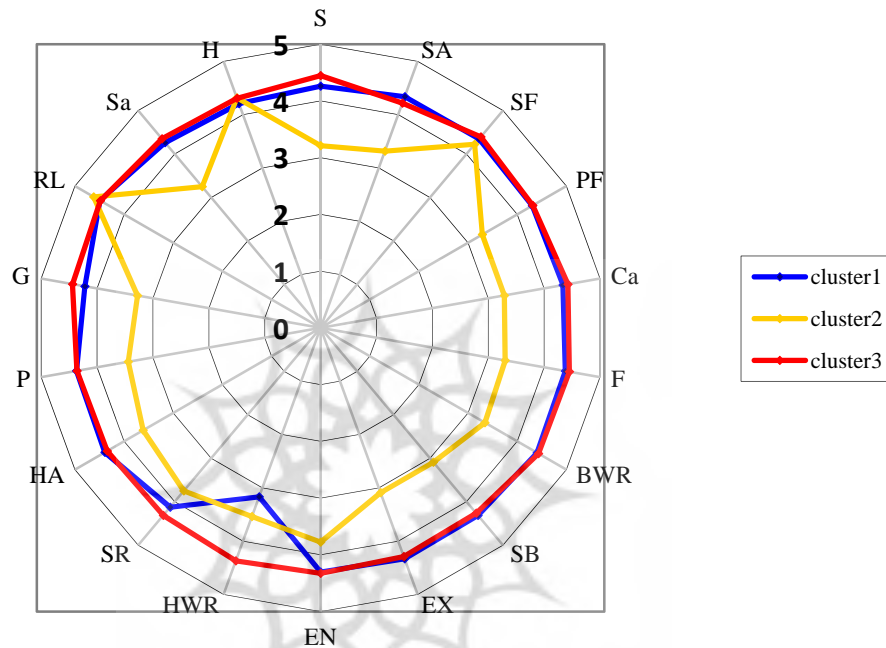 S
SA
SF
PF
Ca
F
BWR
SB
EX
EN
HWR
SR
HA
P
G
RL
Sa
H
5
4
3
2
1
0
cluster1
cluster2
cluster3